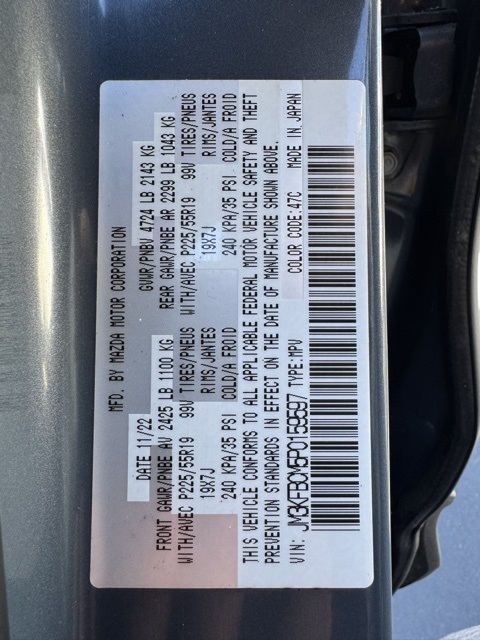 MFD. BY MAZDA MOTOR CORPORATION
DATE 11/22 GVWR/PNBV 4724 LB 2143 KG
FRONT GAWR/PNBE AV 2425 LB 1100 KG REAR GAWR/PNBE AR 2299 LB 1043 KG
WITH/AVEC P225/55R19 99V TIRES/PNEUS WITH/AVEC P225/55R19 99V TIRES/PNEUS
19X7J RIMS/JANTES 19X7J RIMS/JANTES
240 KPA/35 PSI COLD/A FROID 240 KPA/35 PSI COLD/A FROID
THIS VEHICLE CONFORMS TO ALL APPLICABLE FEDERAL MOTOR VEHICLE SAFETY AND THEFT
PREVENTION STANDARDS IN EFFECT ON THE DATE OF MANUFACTURE SHOWN ABOVE.
VIN: JM3KFBCM5P0159597 TYPE:MPV COLOR CODE:47C MADE IN JAPAN